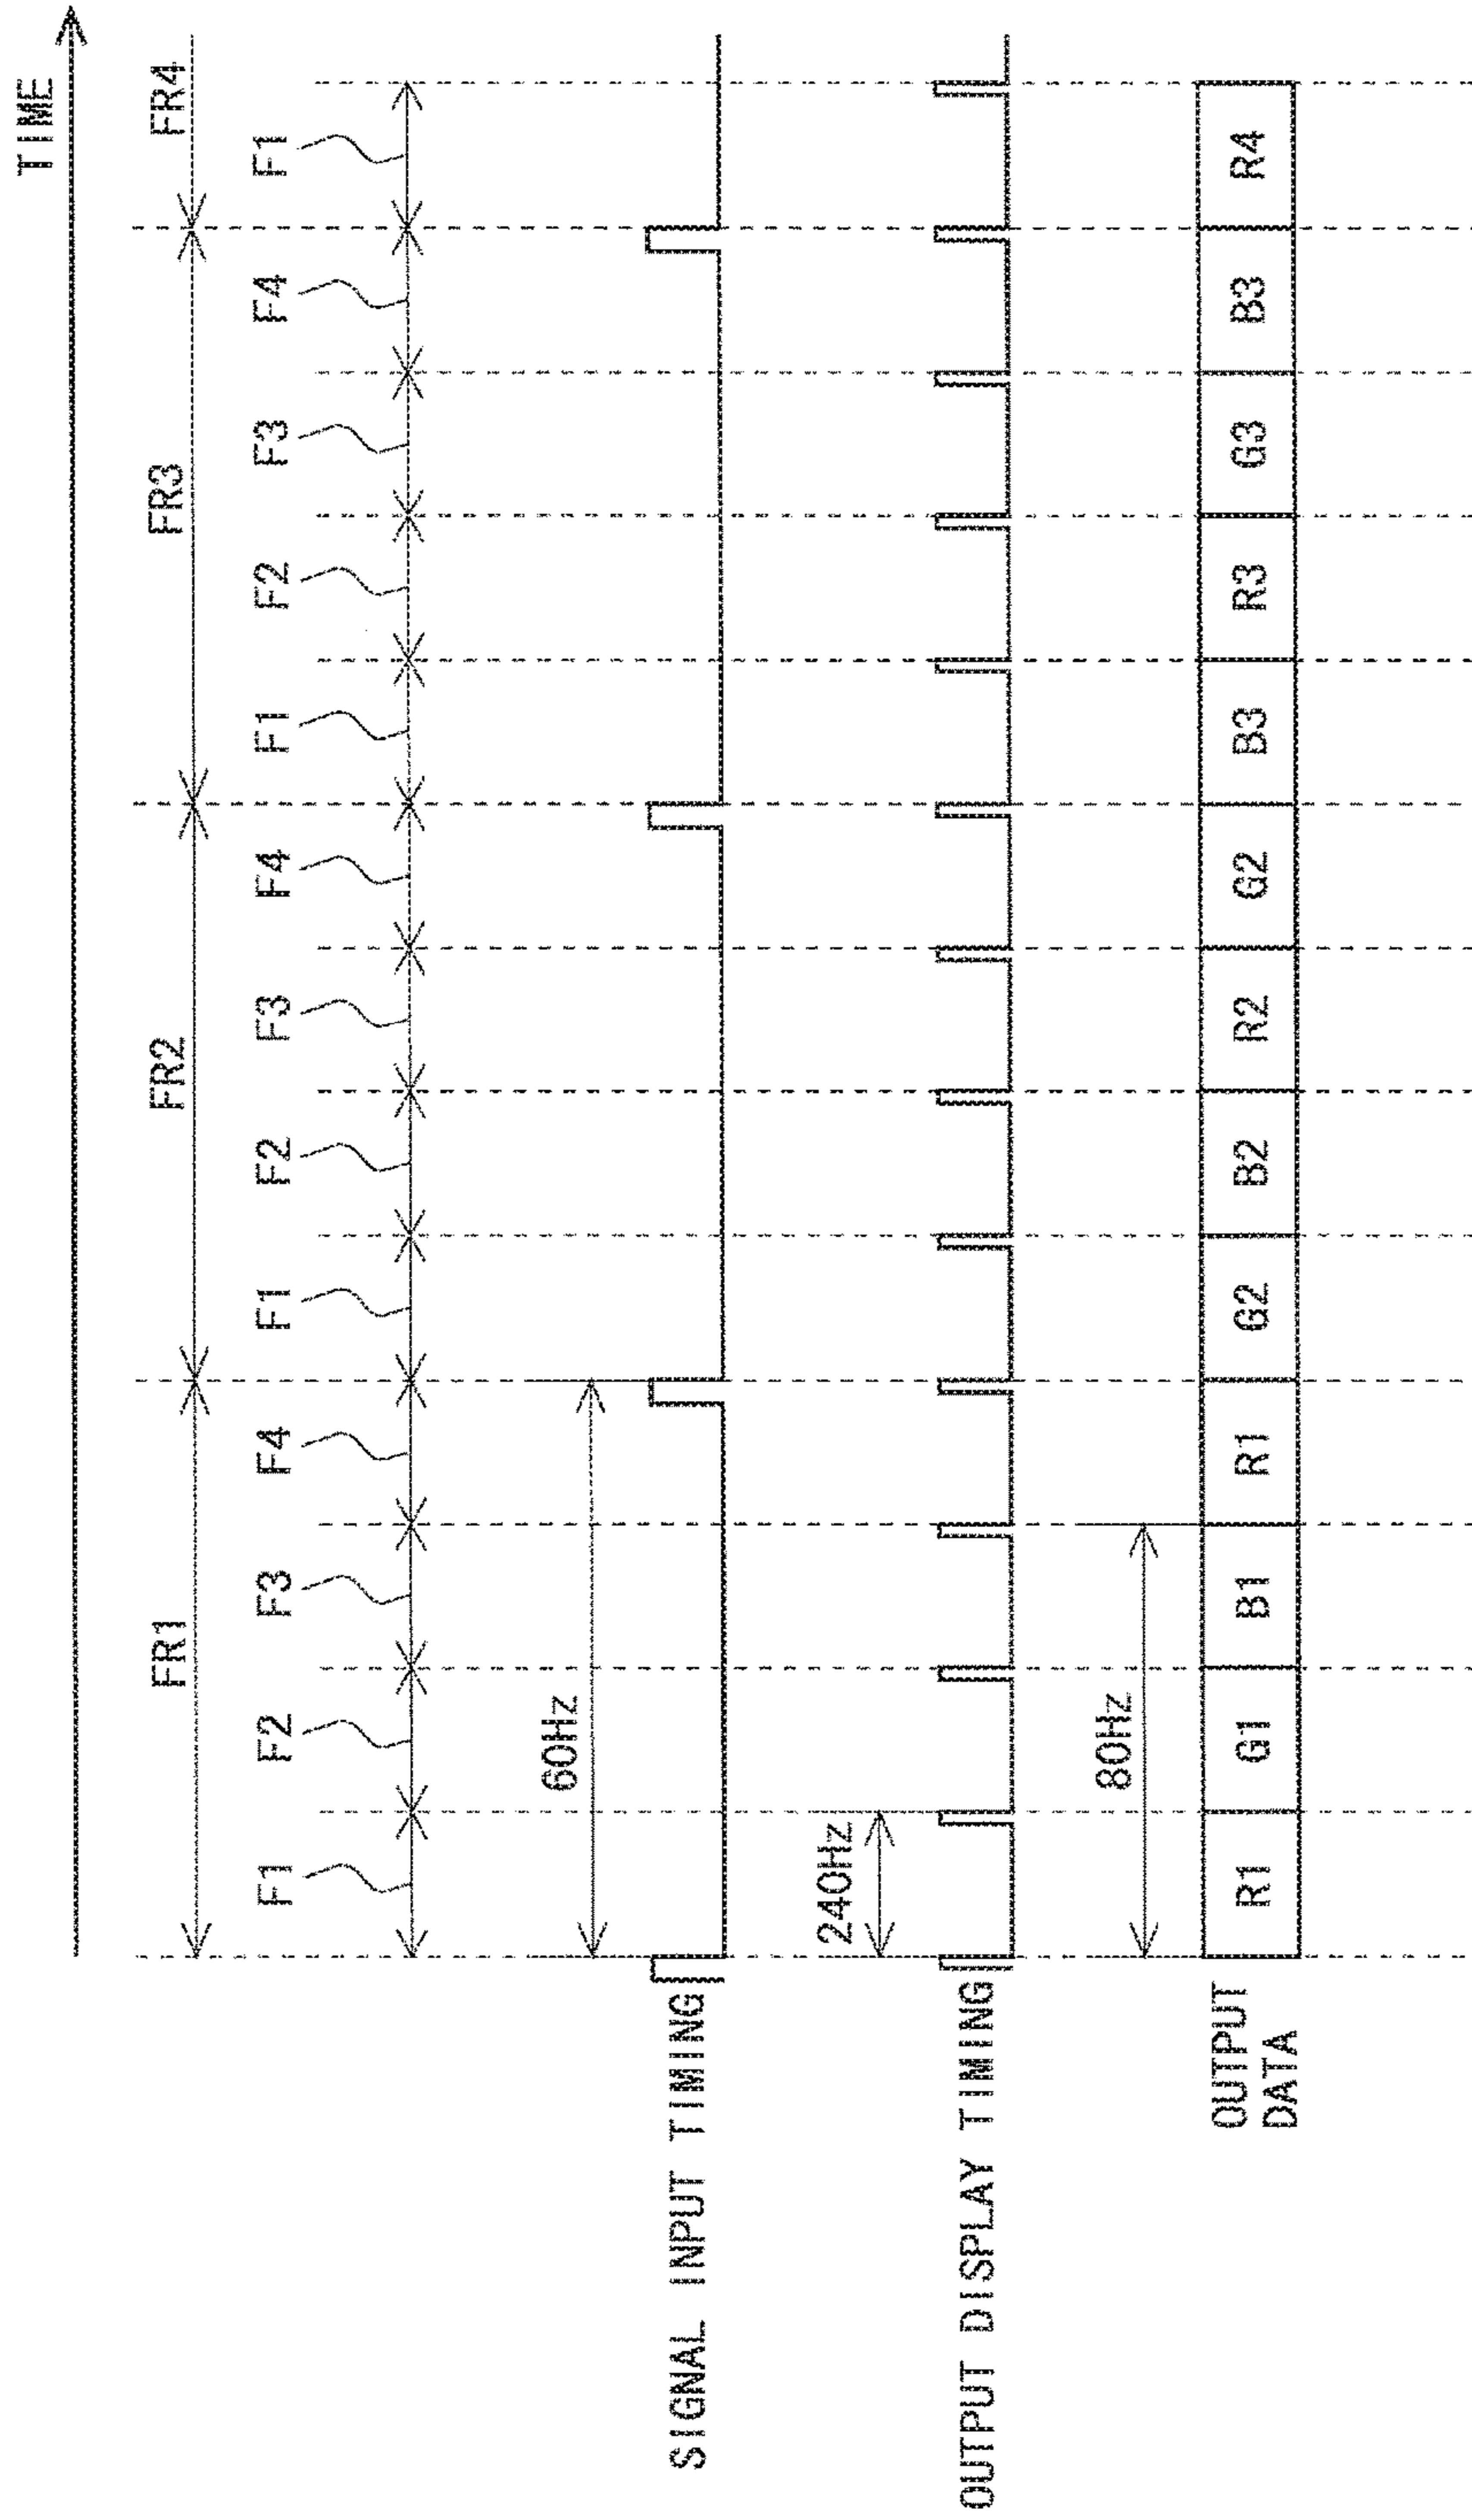 TIME
FR1 FR2 FR3 FR4
F1 F2 F3 F4 F1 F2 F3 F4 F1 F2 F3 F4 F1
60Hz
SIGNAL INPUT TIMING
240Hz
OUTPUT DISPLAY TIMING
80Hz
OUTPUT
DATA
R1 G1 B1 R1 G2 B2 R2 G2 B3 R3 G3 B3 R4